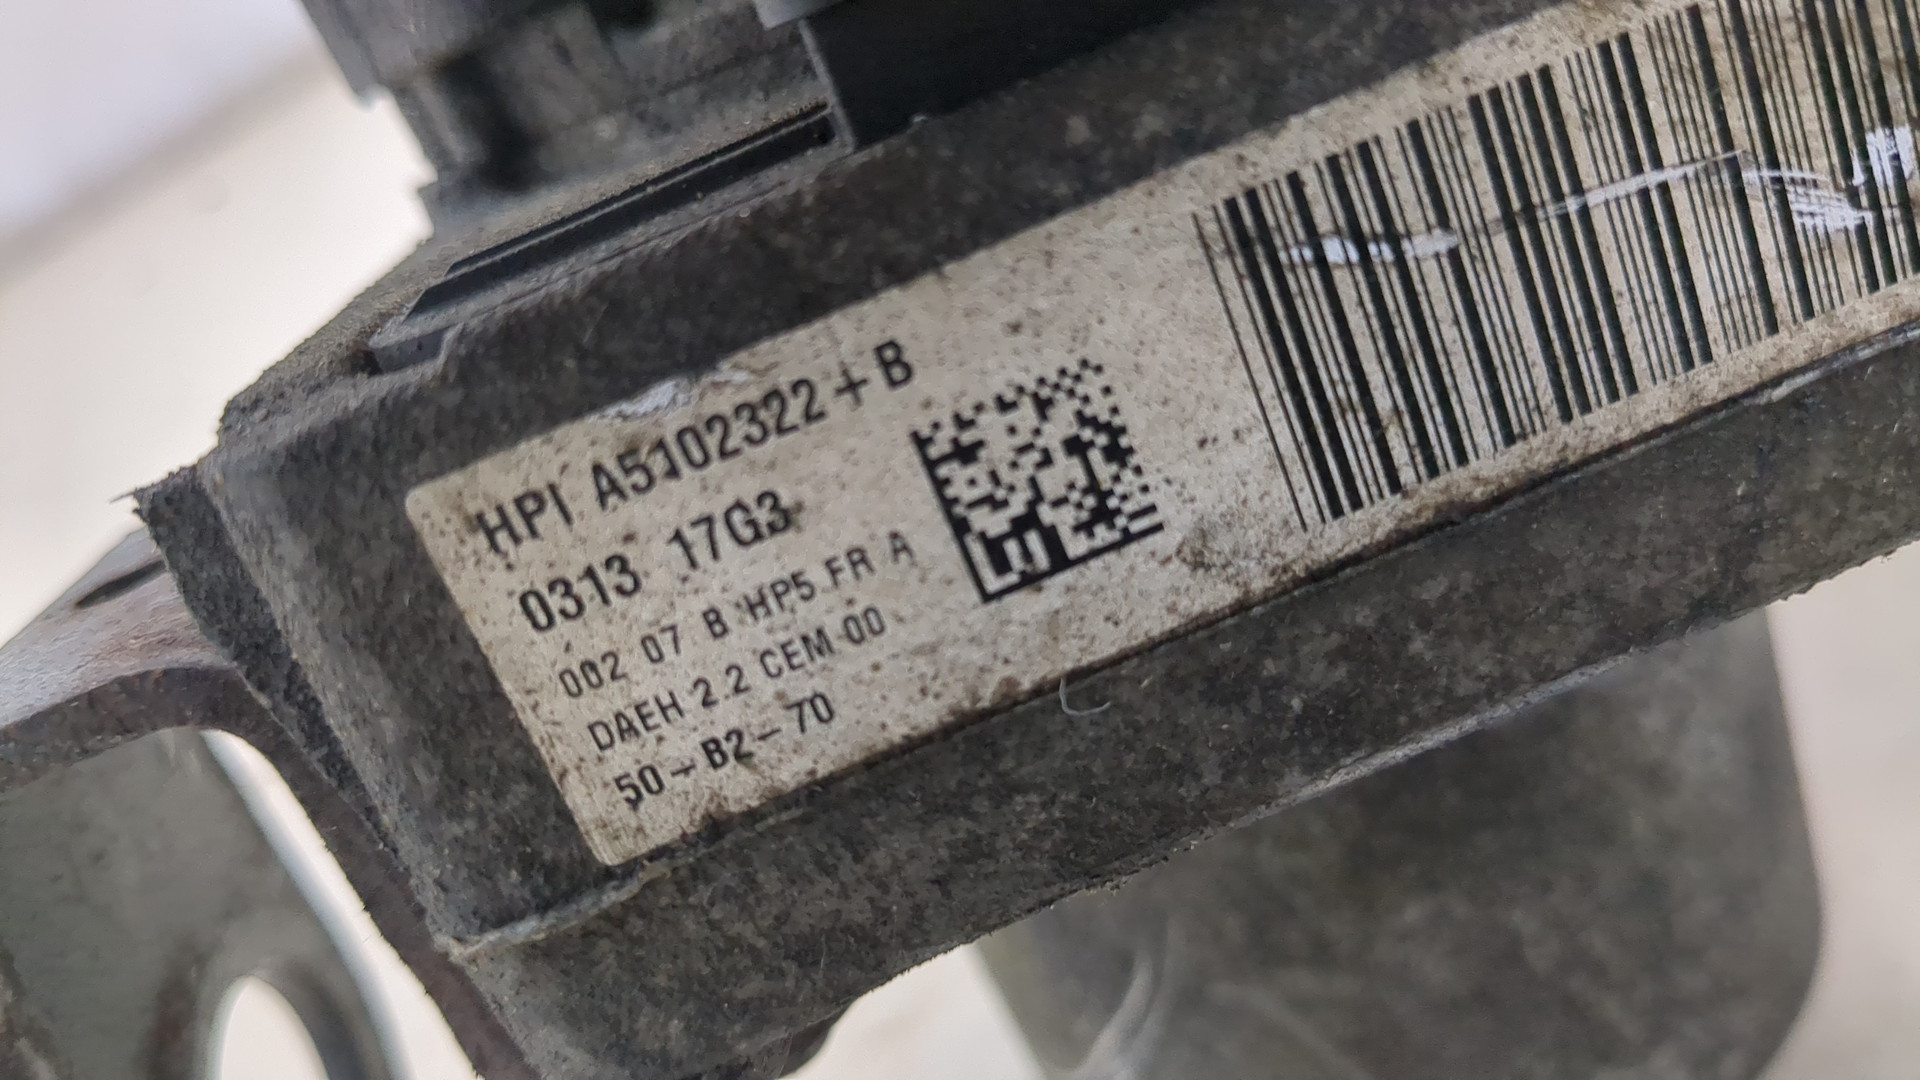 HPI A5102322+B
0313 17G3
002 07 B HP5 FR A
DAEH 2.2 CEM 00
50-B2-70